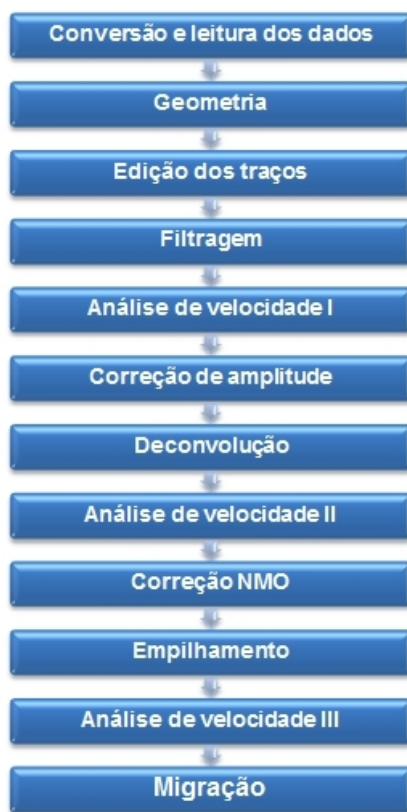 Conversão e leitura dos dados
Geometria
Edição dos traços
Filtragem
Análise de velocidade I
Correção de amplitude
Deconvolução
Análise de velocidade II
Correção NMO
Empilhamento
Análise de velocidade III
Migração